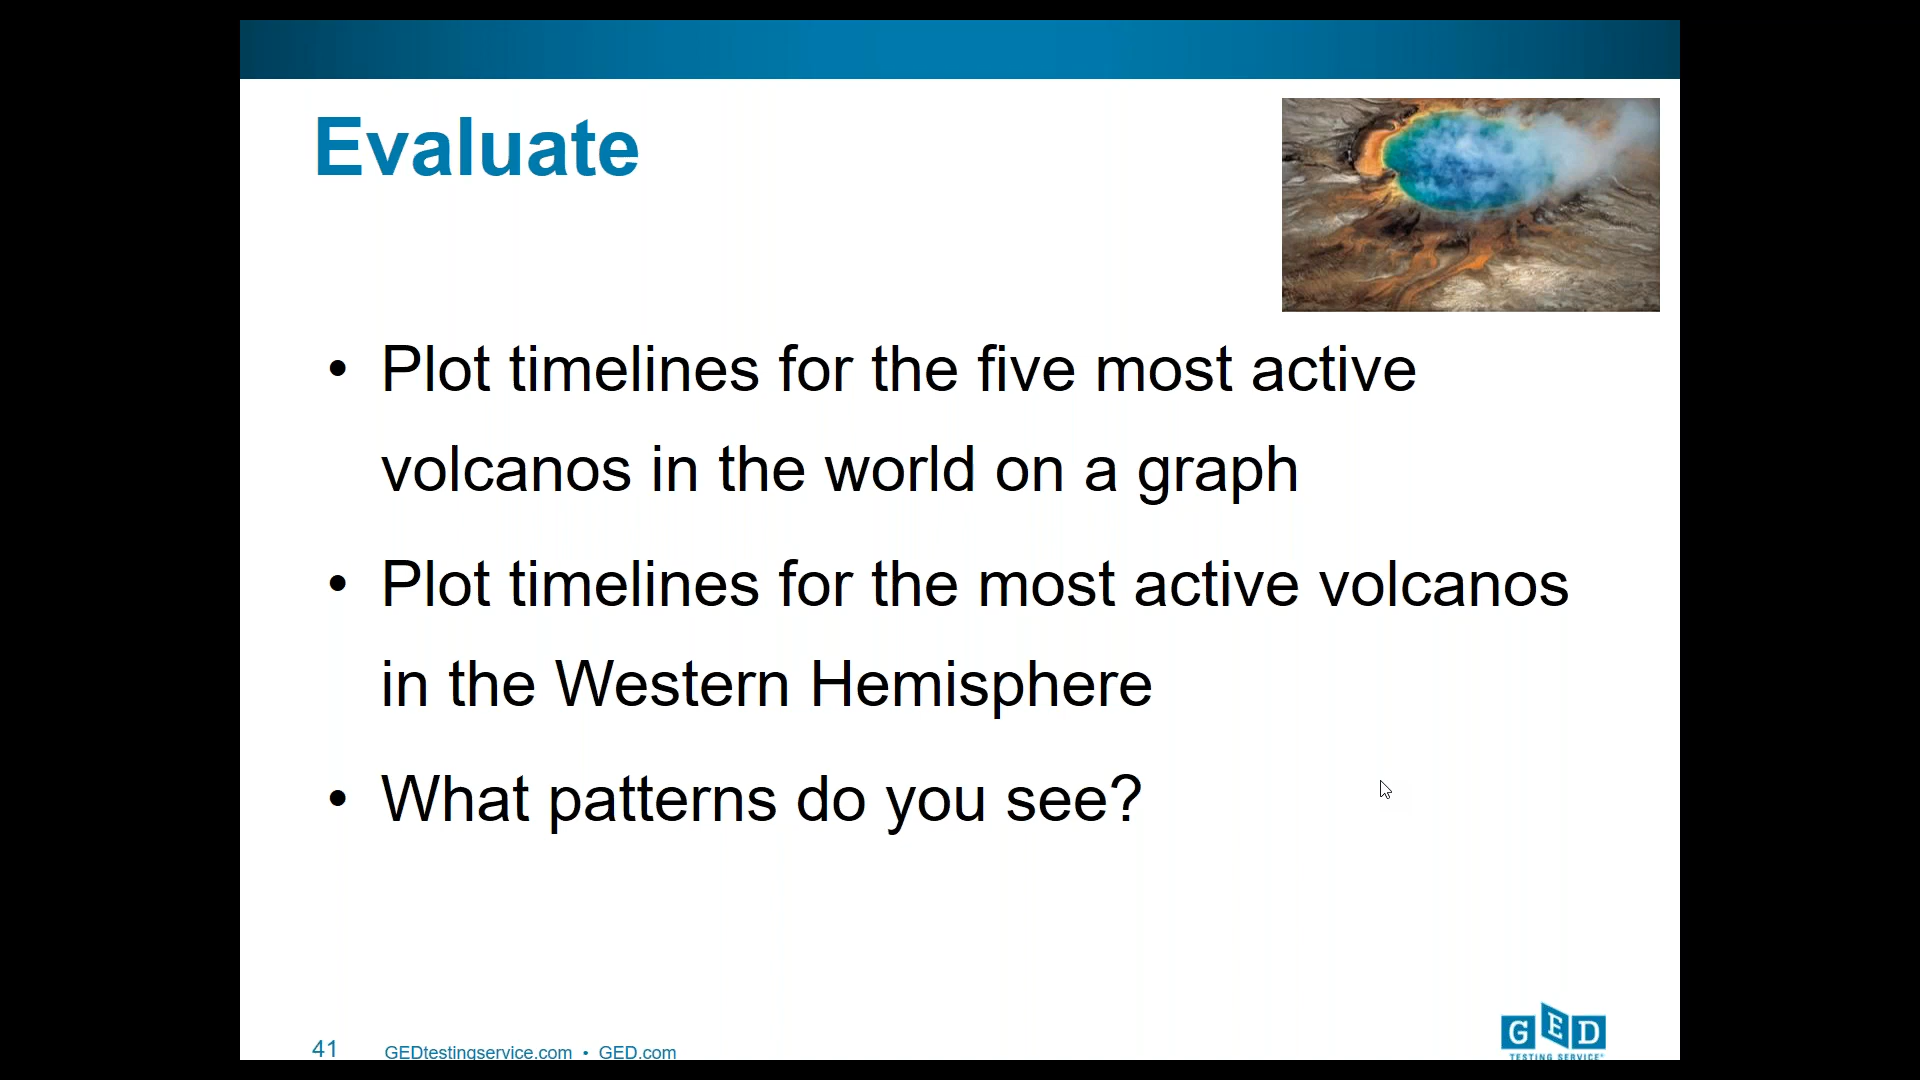 Evaluate
• Plot timelines for the five most active
volcanos in the world on a graph
• Plot timelines for the most active volcanos
in the Western Hemisphere
• What patterns do you see?
41 GEDtestingservice.com • GED.com
GED
TESTING SERVICE